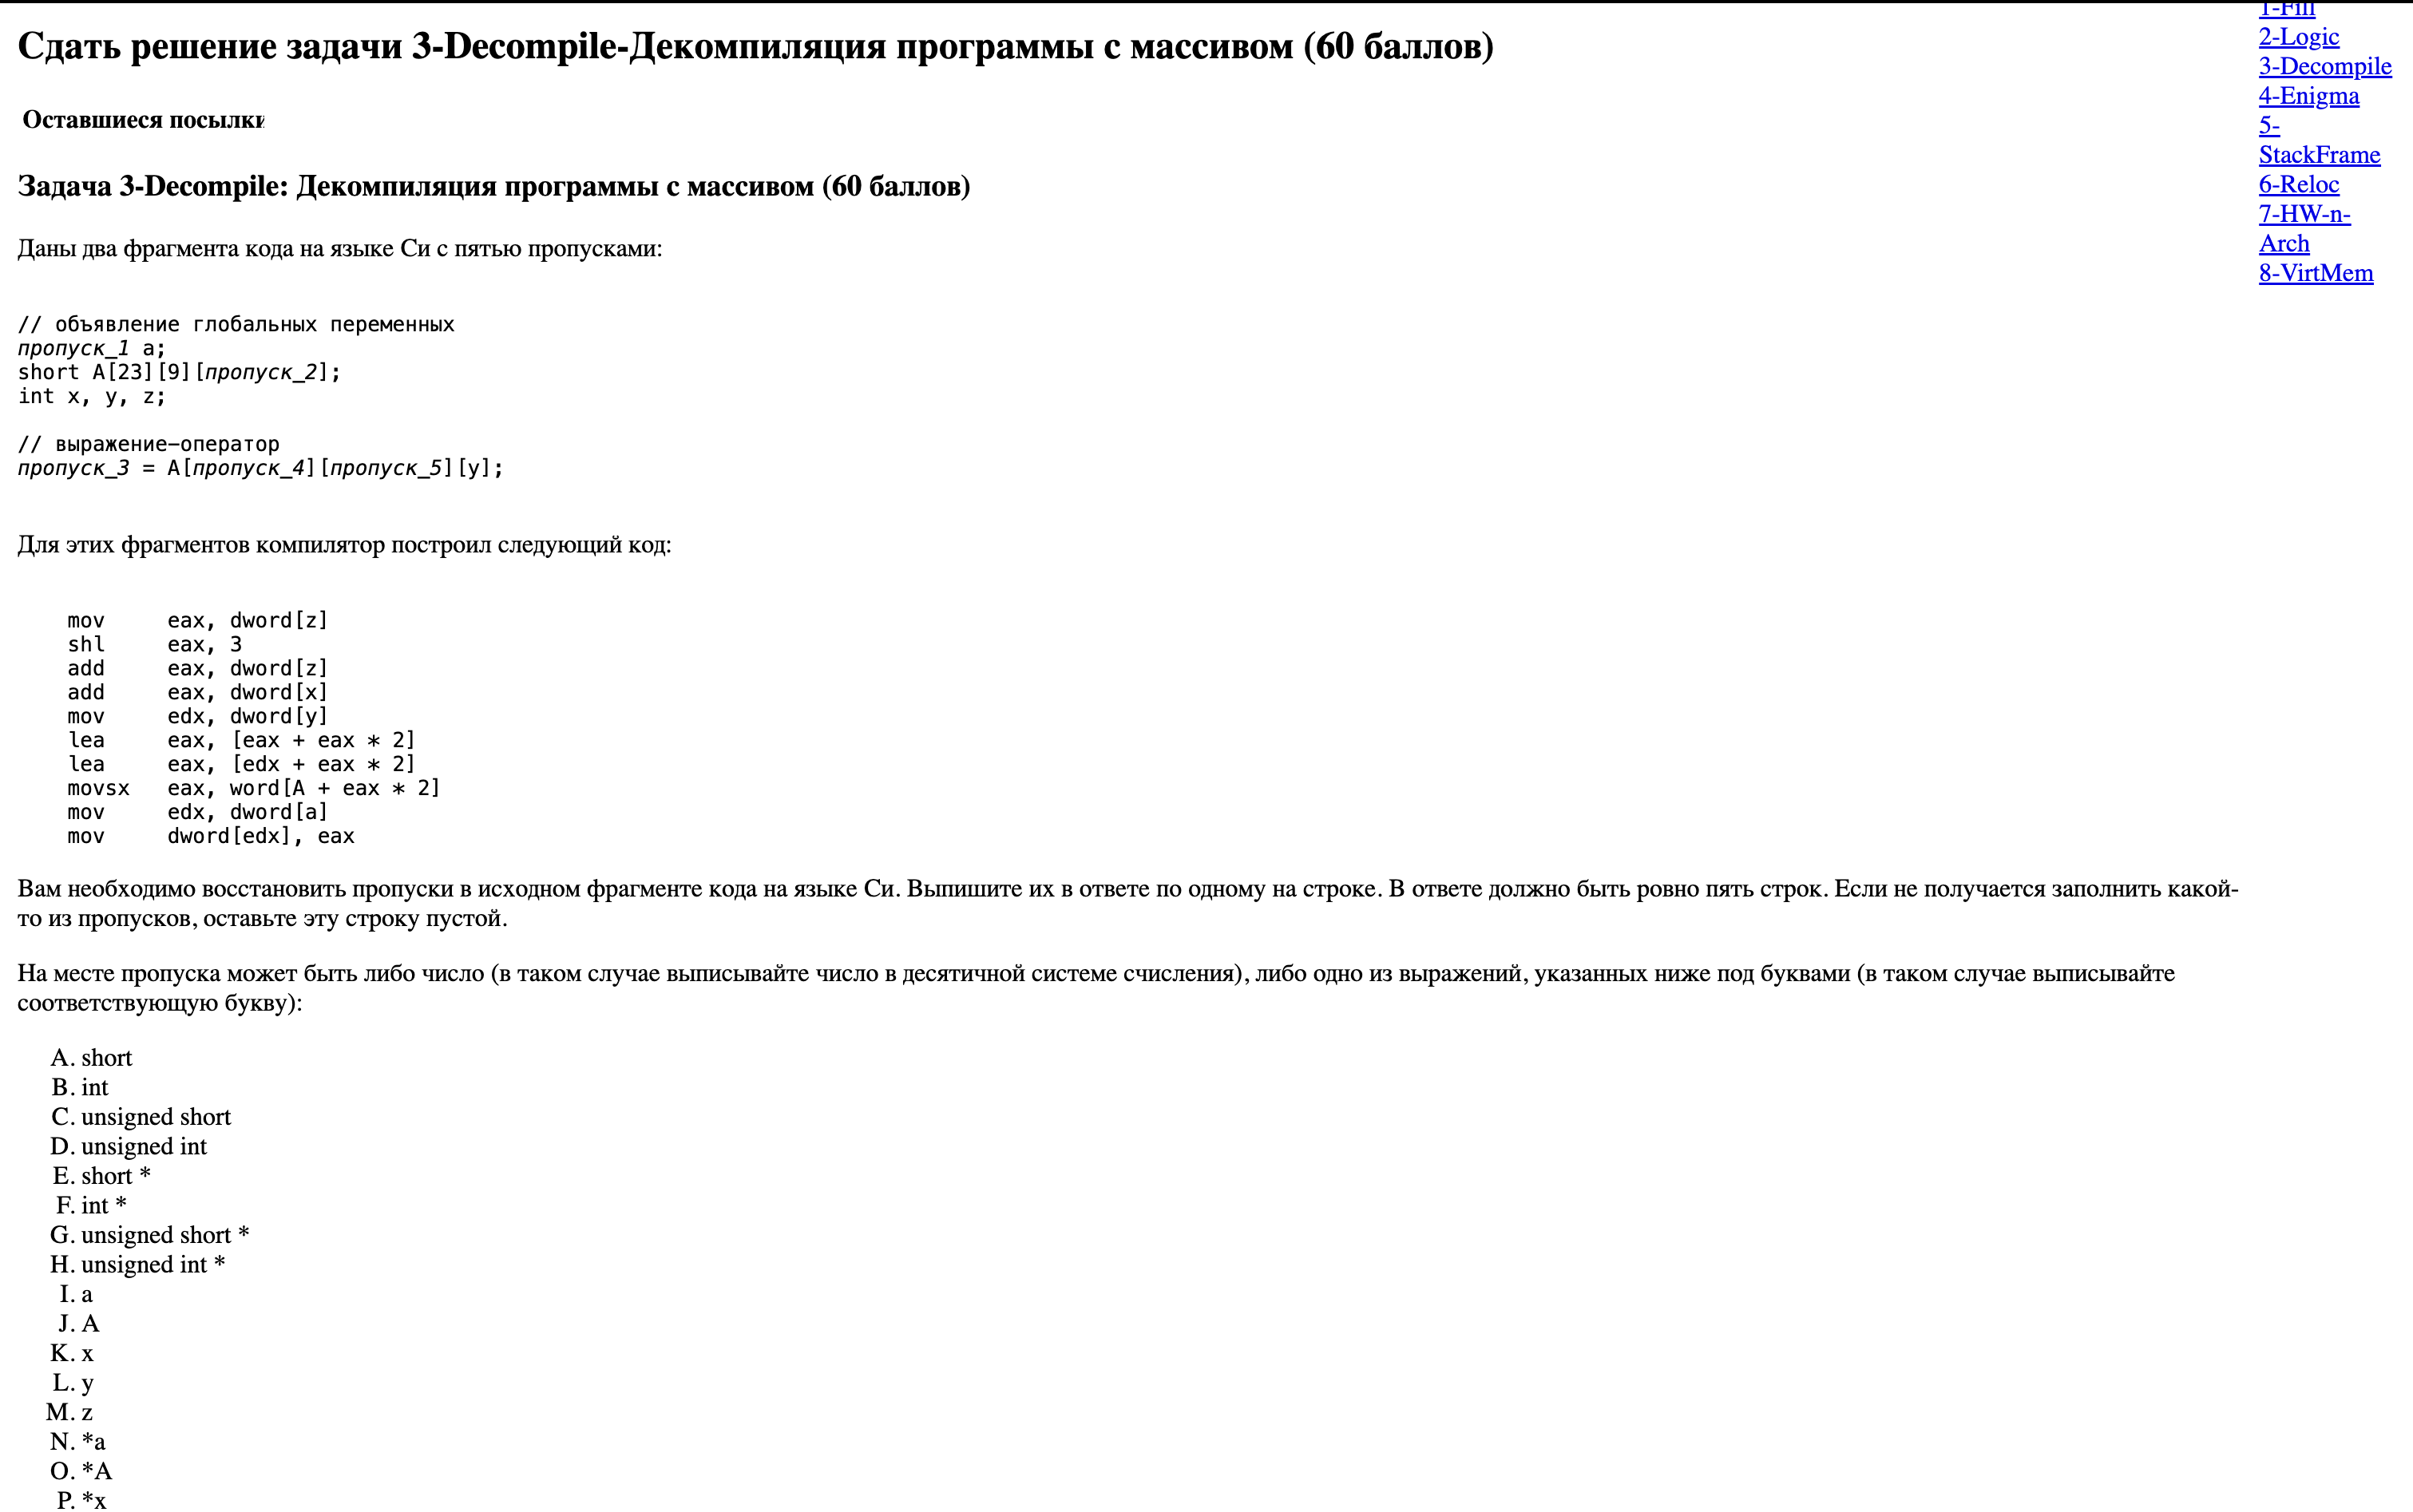 Сдать решение задачи 3-Decompile-Декомпиляция программы с массивом (60 баллов)
Оставшиеся посылки
Задача 3-Decompile: Декомпиляция программы с массивом (60 баллов)
Даны два фрагмента кода на языке Си с пятью пропусками:
// объявление глобальных переменных
пропуск_1 a;
short A[23][9][пропуск_2];
int x, y, z;
// выражение-оператор
пропуск_3 = A[пропуск_4][пропуск_5][y];
Для этих фрагментов компилятор построил следующий код:
mov eax, dword[z]
shl eax, 3
add eax, dword[z]
add eax, dword[x]
mov edx, dword[y]
lea eax, [eax + eax * 2]
lea eax, [edx + eax * 2]
movsx eax, word[A + eax * 2]
mov edx, dword[a]
mov dword[edx], eax
Вам необходимо восстановить пропуски в исходном фрагменте кода на языке Си. Выпишите их в ответе по одному на строке. В ответе должно быть ровно пять строк. Если не получается заполнить какой-
то из пропусков, оставьте эту строку пустой.
На месте пропуска может быть либо число (в таком случае выписывайте число в десятичной системе счисления), либо одно из выражений, указанных ниже под буквами (в таком случае выписывайте
соответствующую букву):
A. short
B. int
C. unsigned short
D. unsigned int
E. short *
F. int *
G. unsigned short *
H. unsigned int *
I. a
J. A
K. x
L. y
M. z
N. *a
O. *A
P. *x
1-Fill
2-Logic
3-Decompile
4-Enigma
5-
StackFrame
6-Reloc
7-HW-n-
Arch
8-VirtMem